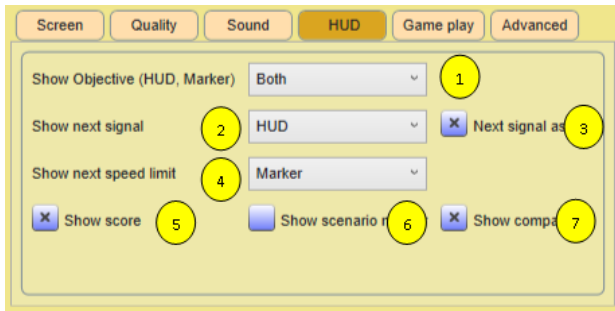 Screen Quality Sound HUD Game play Advanced
Show Objective (HUD, Marker) Both 1
Show next signal 2 HUD Next signal as 3
Show next speed limit 4 Marker
Show score 5 Show scenario 6 Show 7